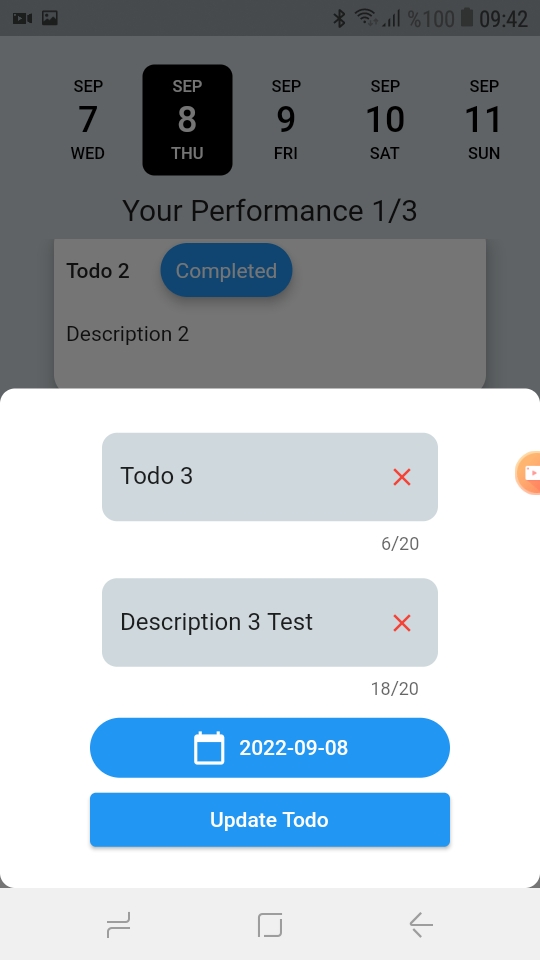 %100 09:42
SEP SEP SEP SEP SEP
7 8 9 10 11
WED THU FRI SAT SUN
Your Performance 1/3
Todo 2 Completed
Description 2
Todo 3
6/20
Description 3 Test
18/20
2022-09-08
Update Todo